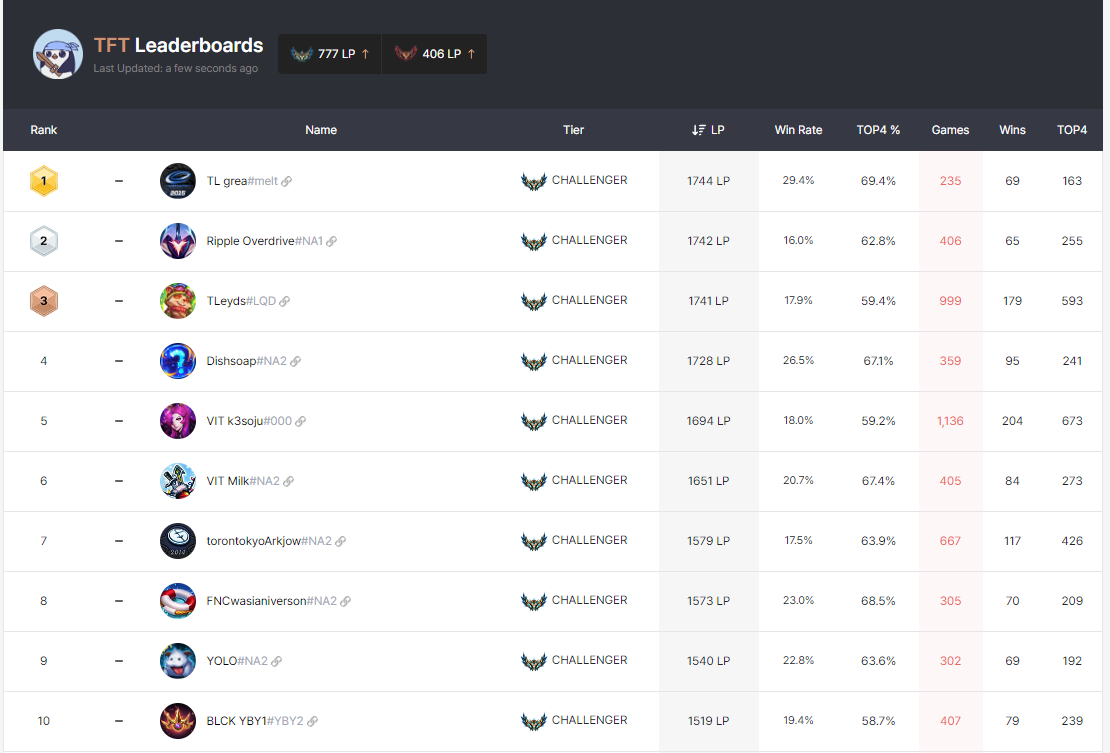 TFT Leaderboards
Last Updated: a few seconds ago
777 LP ↑ 406 LP ↑
Rank Name Tier LP Win Rate TOP4 % Games Wins TOP4
1 – TL grea#melt CHALLENGER 1744 LP 29.4% 69.4% 235 69 163
2 – Ripple Overdrive#NA1 CHALLENGER 1742 LP 16.0% 62.8% 406 65 255
3 – TLeyds#LQD CHALLENGER 1741 LP 17.9% 59.4% 999 179 593
4 – Dishsoap#NA2 CHALLENGER 1728 LP 26.5% 67.1% 359 95 241
5 – VIT k3soju#000 CHALLENGER 1694 LP 18.0% 59.2% 1,136 204 673
6 – VIT Milk#NA2 CHALLENGER 1651 LP 20.7% 67.4% 405 84 273
7 – torontokyoArkjow#NA2 CHALLENGER 1579 LP 17.5% 63.9% 667 117 426
8 – FNCwasianiverson#NA2 CHALLENGER 1573 LP 23.0% 68.5% 305 70 209
9 – YOLO#NA2 CHALLENGER 1540 LP 22.8% 63.6% 302 69 192
10 – BLCK YBY1#YBY2 CHALLENGER 1519 LP 19.4% 58.7% 407 79 239